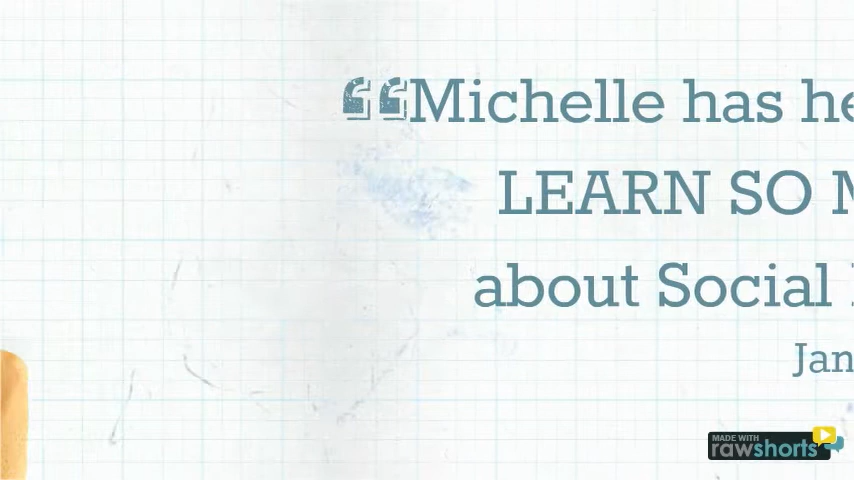 “Michelle has he
LEARN SO
about Social
Jan
MADE WITH
rawshorts